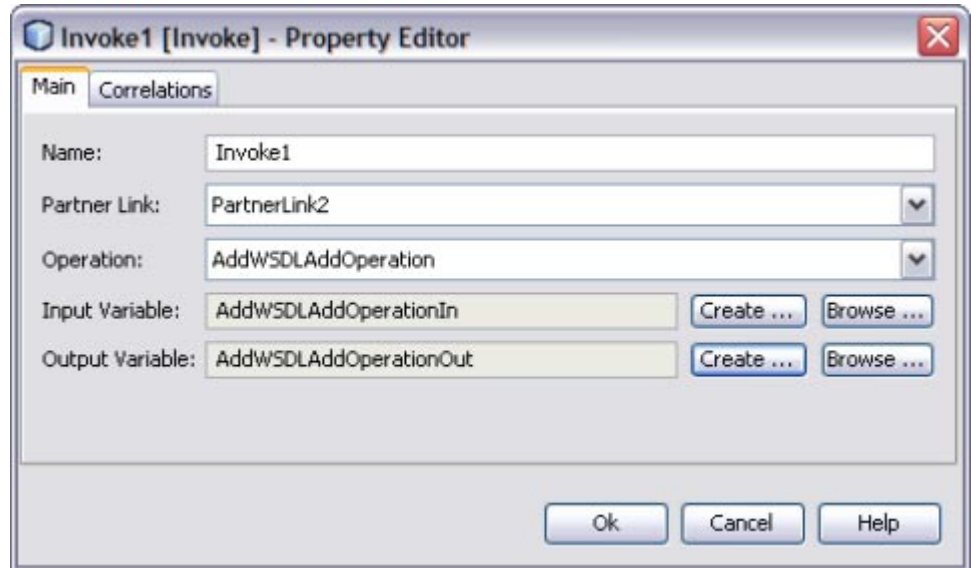 Invoke1 [Invoke] - Property Editor
Main Correlations
Name: Invoke1
Partner Link: PartnerLink2
Operation: AddWSDLAddOperation
Input Variable: AddWSDLAddOperationIn Create ... Browse ...
Output Variable: AddWSDLAddOperationOut Create ... Browse ...
Ok Cancel Help